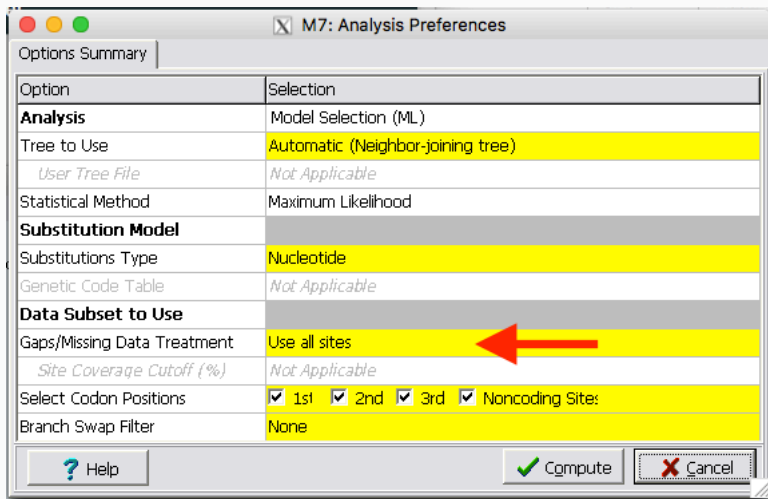 M7: Analysis Preferences
Options Summary
Option Selection
Analysis Model Selection (ML)
Tree to Use Automatic (Neighbor-joining tree)
User Tree File Not Applicable
Statistical Method Maximum Likelihood
Substitution Model
Substitutions Type Nucleotide
Genetic Code Table Not Applicable
Data Subset to Use
Gaps/Missing Data Treatment Use all sites
Site Coverage Cutoff (%) Not Applicable
Select Codon Positions 1st 2nd 3rd Noncoding Sites
Branch Swap Filter None
? Help Compute Cancel